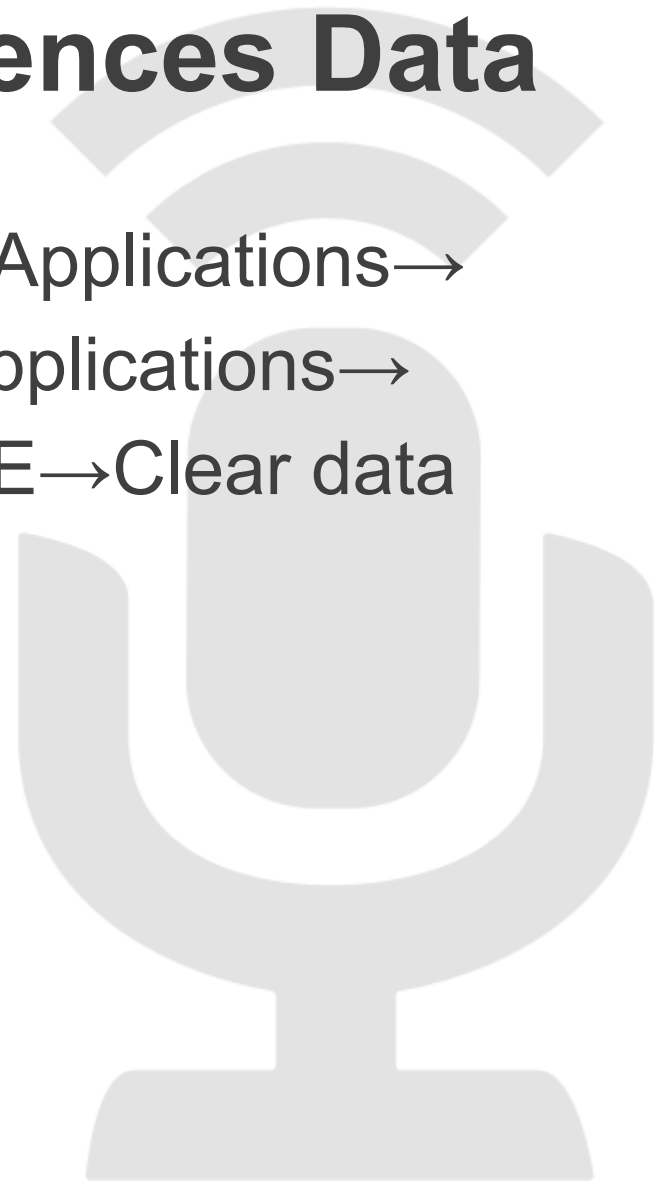 ences Data
Applications→
pplications→
E→Clear data